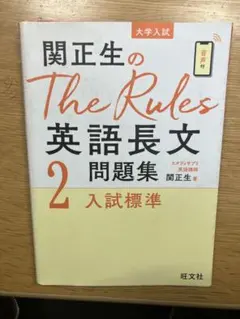 大学入試
関正生の
音声付
The Rules
英語長文
問題集
2
入試標準
スタディサプリ
英語講師
関正生 著
旺文社